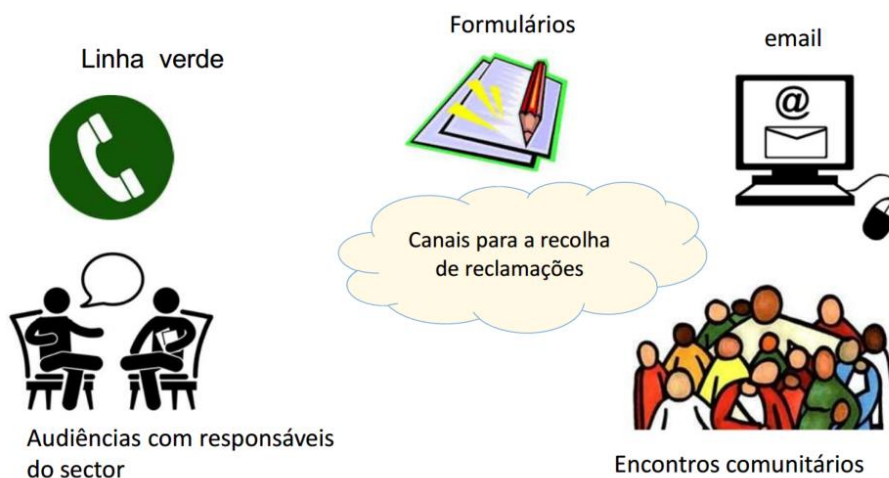 Formulários
email
Linha verde
@
Canais para a recolha
de reclamações
Audiências com responsáveis
do sector
Encontros comunitários